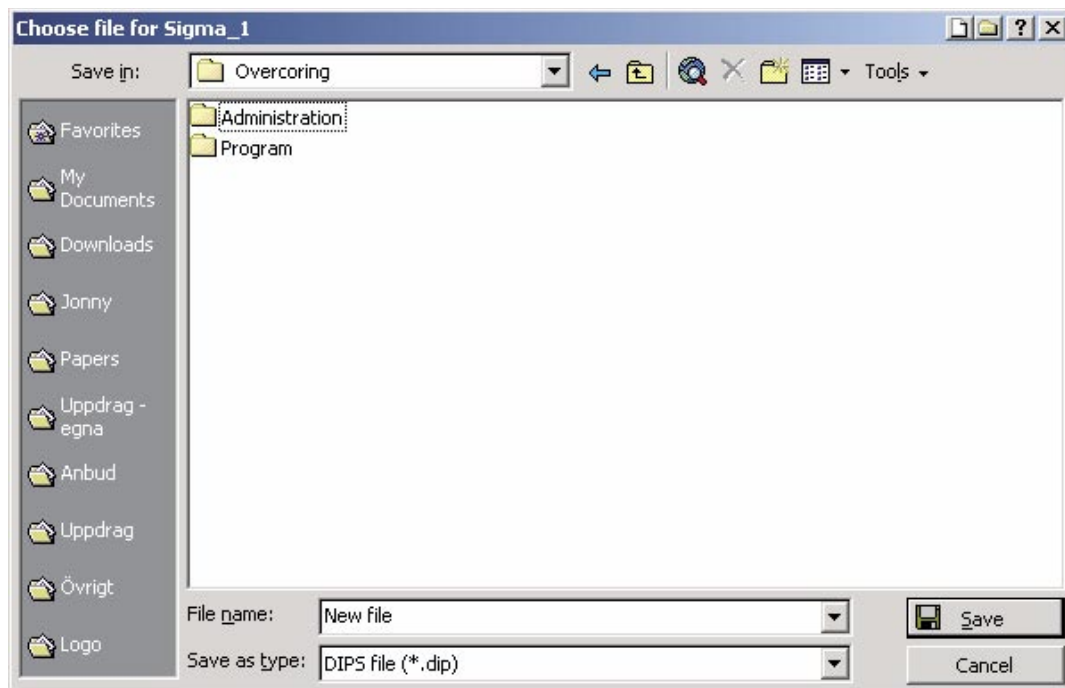 Choose file for Sigma_1
Save in:
Overcoring
Tools
Favorites
My
Documents
Downloads
Jonny
Papers
Uppdrag -
egna
Anbud
Uppdrag
Övrigt
Logo
Administration
Program
File name:
New file
Save
Save as type:
DIPS file (*.dip)
Cancel